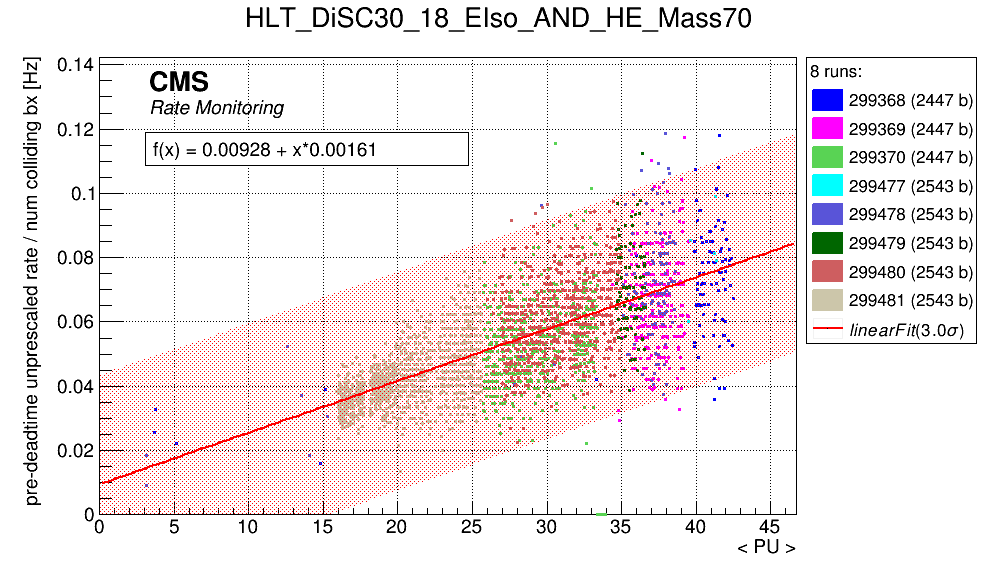 HLT_DiSC30_18_EIso_AND_HE_Mass70
pre-deadtime unprescaled rate / num colliding bx [Hz]
0.14
0.12
0.1
0.08
0.06
0.04
0.02
0
CMS
Rate Monitoring
f(x) = 0.00928 + x*0.00161
0 5 10 15 20 25 30 35 40 45
< PU >
8 runs:
299368 (2447 b)
299369 (2447 b)
299370 (2447 b)
299477 (2543 b)
299478 (2543 b)
299479 (2543 b)
299480 (2543 b)
299481 (2543 b)
linearFit(3.0σ)